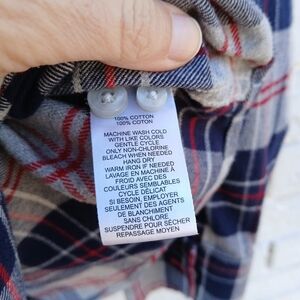 100% COTTON
100% COTON
MACHINE WASH COLD
WITH LIKE COLORS
GENTLE CYCLE
ONLY NON-CHLORINE
BLEACH WHEN NEEDED
HANG DRY
WARM IRON IF NEEDED
LAVAGE EN MACHINE À
FROID AVEC DES
COULEURS SEMBLABLES
CYCLE DÉLICAT
SI BESOIN, EMPLOYER
SEULEMENT DES AGENTS
DE BLANCHIMENT
SANS CHLORE
SUSPENDRE POUR SÉCHER
REPASSAGE MOYEN